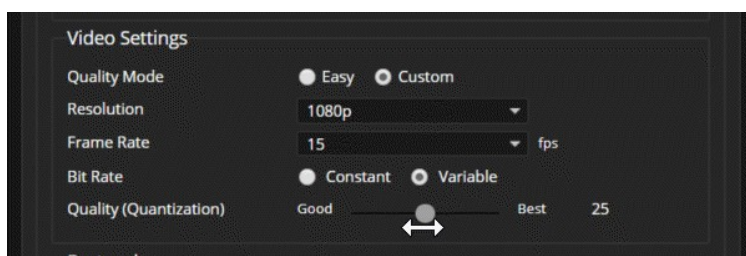 Video Settings
Quality Mode Easy Custom
Resolution 1080p
Frame Rate 15 fps
Bit Rate Constant Variable
Quality (Quantization) Good Best 25